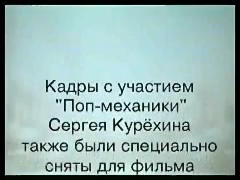 Кадры с участием
"Поп-механики"
Сергея Курёхина
также были специально
сняты для фильма